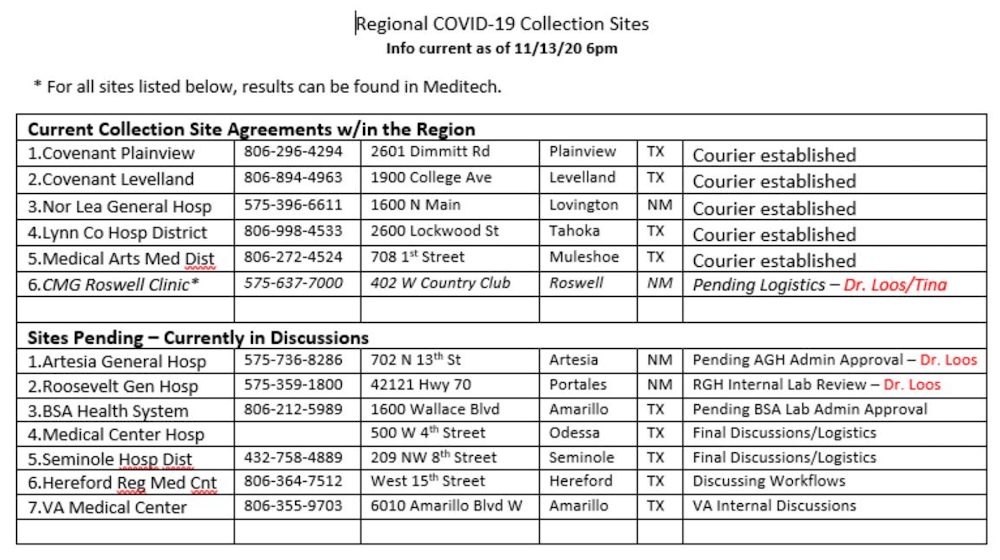 Regional COVID-19 Collection Sites
Info current as of 11/13/20 6pm
* For all sites listed below, results can be found in Meditech.
Current Collection Site Agreements w/in the Region
1.Covenant Plainview 806-296-4294 2601 Dimmitt Rd Plainview TX Courier established
2.Covenant Levelland 806-894-4963 1900 College Ave Levelland TX Courier established
3.Nor Lea General Hosp 575-396-6611 1600 N Main Lovington NM Courier established
4.Lynn Co Hosp District 806-998-4533 2600 Lockwood St Tahoka TX Courier established
5.Medical Arts Med Dist 806-272-4524 708 1st Street Muleshoe TX Courier established
6.CMG Roswell Clinic* 575-637-7000 402 W Country Club Roswell NM Pending Logistics – Dr. Loos/Tina
Sites Pending – Currently in Discussions
1.Artesia General Hosp 575-736-8286 702 N 13th St Artesia NM Pending AGH Admin Approval – Dr. Loos
2.Roosevelt Gen Hosp 575-359-1800 42121 Hwy 70 Portales NM RGH Internal Lab Review – Dr. Loos
3.BSA Health System 806-212-5989 1600 Wallace Blvd Amarillo TX Pending BSA Lab Admin Approval
4.Medical Center Hosp 500 W 4th Street Odessa TX Final Discussions/Logistics
5.Seminole Hosp Dist 432-758-4889 209 NW 8th Street Seminole TX Final Discussions/Logistics
6.Hereford Reg Med Cnt 806-364-7512 West 15th Street Hereford TX Discussing Workflows
7.VA Medical Center 806-355-9703 6010 Amarillo Blvd W Amarillo TX VA Internal Discussions